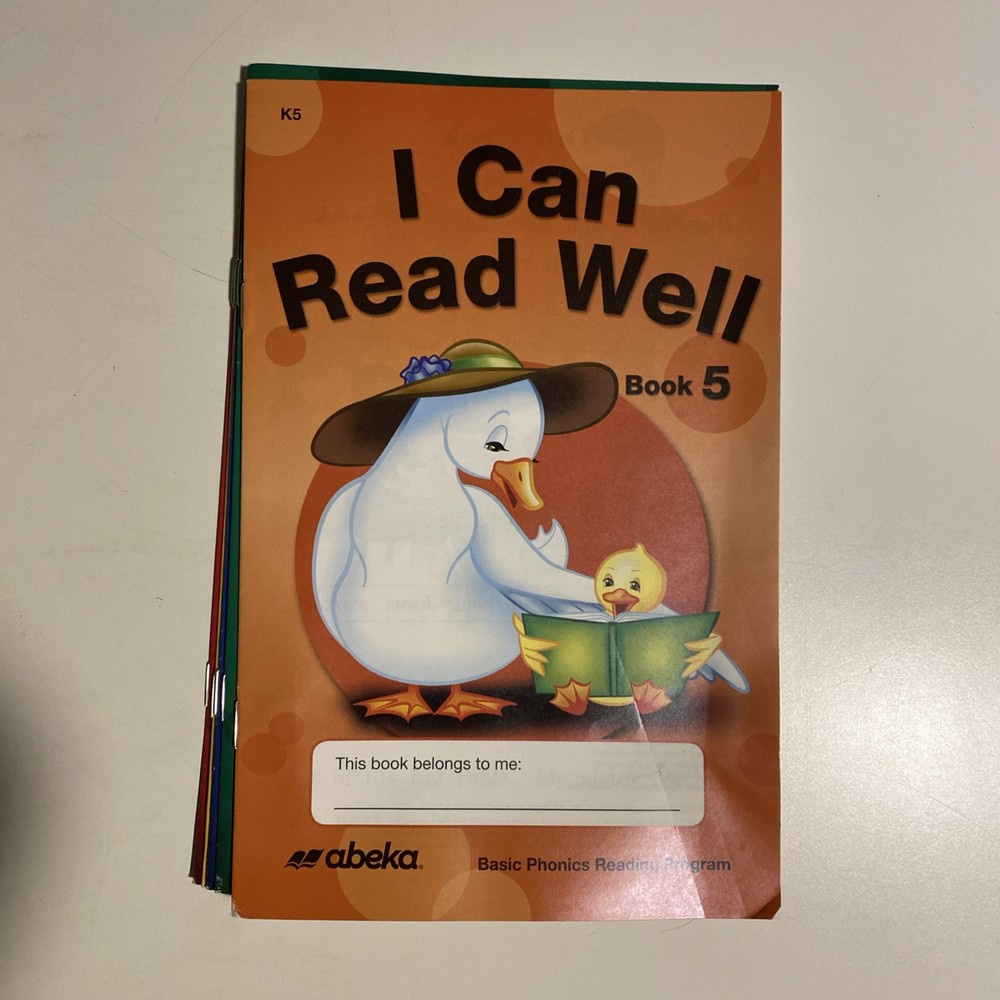 K5
I Can
Read Well
Book 5
This book belongs to me:
abeka
Basic Phonics Reading Program